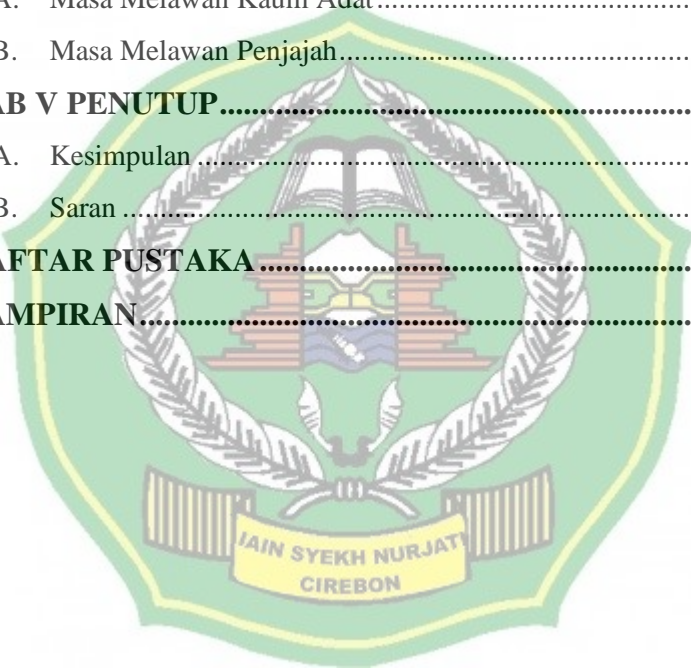 A. Masa Melawan Kaum Adat..............................................
B. Masa Melawan Penjajah....................................................
AB V PENUTUP......................................................................
A. Kesimpulan..........................................................................
B. Saran....................................................................................
AFTAR PUSTAKA................................................................
AMPIRAN................................................................................
IAIN SYEKH NURJATI
CIREBON